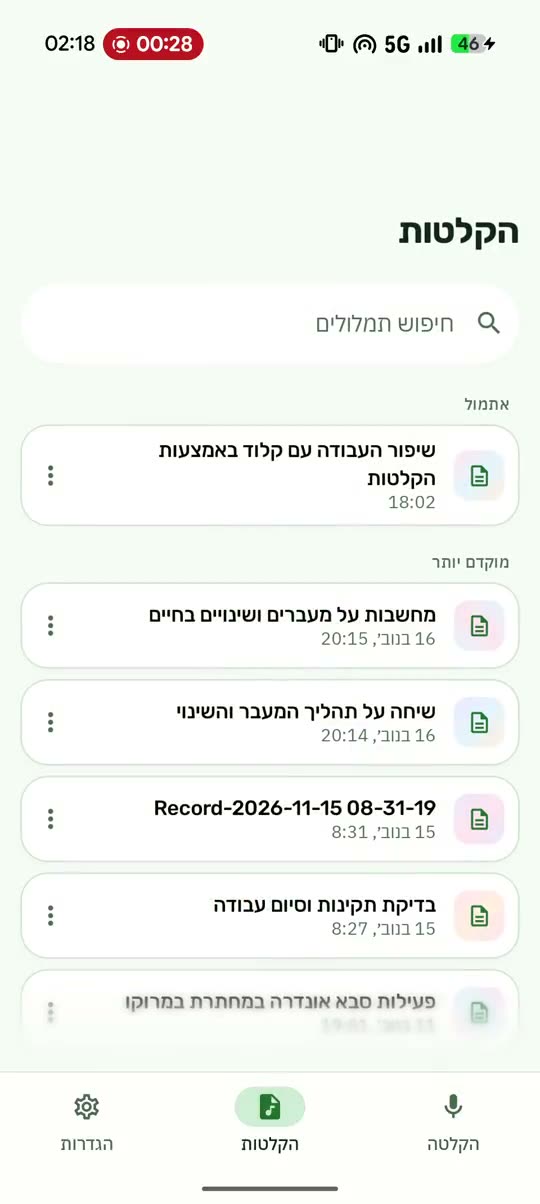 02:18 00:28 5G 46
הקלטות
חיפוש תמלולים
אתמול
שיפור העבודה עם קלוד באמצעות
הקלטות
18:02
מוקדם יותר
מחשבות על מעברים ושינויים בחיים
16 בנוב׳, 20:15
שיחה על תהליך המעבר והשינוי
16 בנוב׳, 20:14
Record-2026-11-15 08-31-19
15 בנוב׳, 8:31
בדיקת תקינות וסיום עבודה
15 בנוב׳, 8:27
פעילות סבא אונדרה במחתרת במרוקו
הקלטה
הקלטות
הגדרות